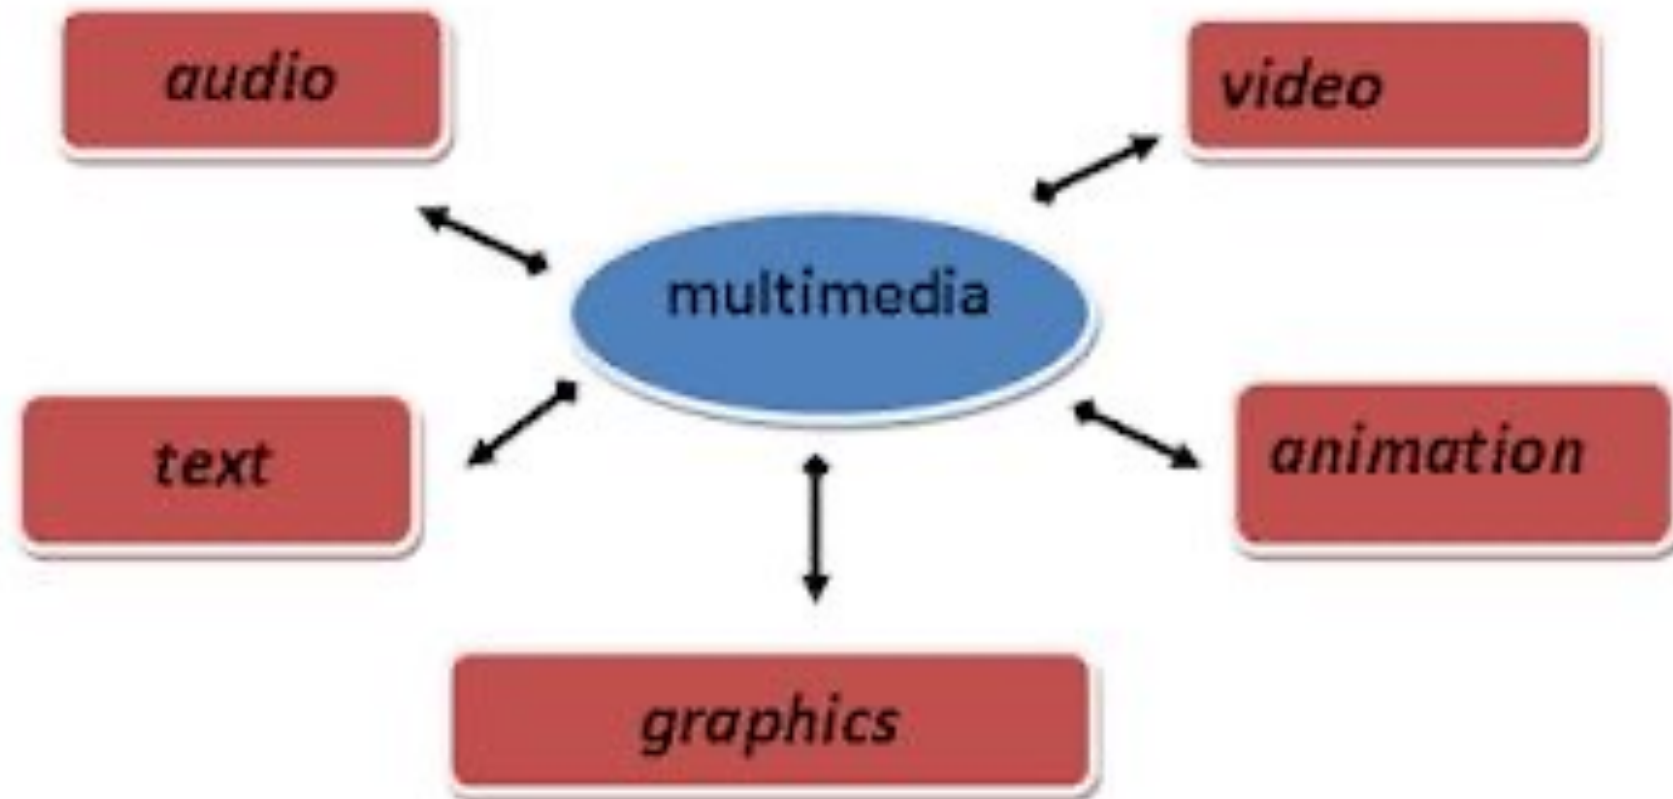 audio
video
multimedia
text
animation
graphics